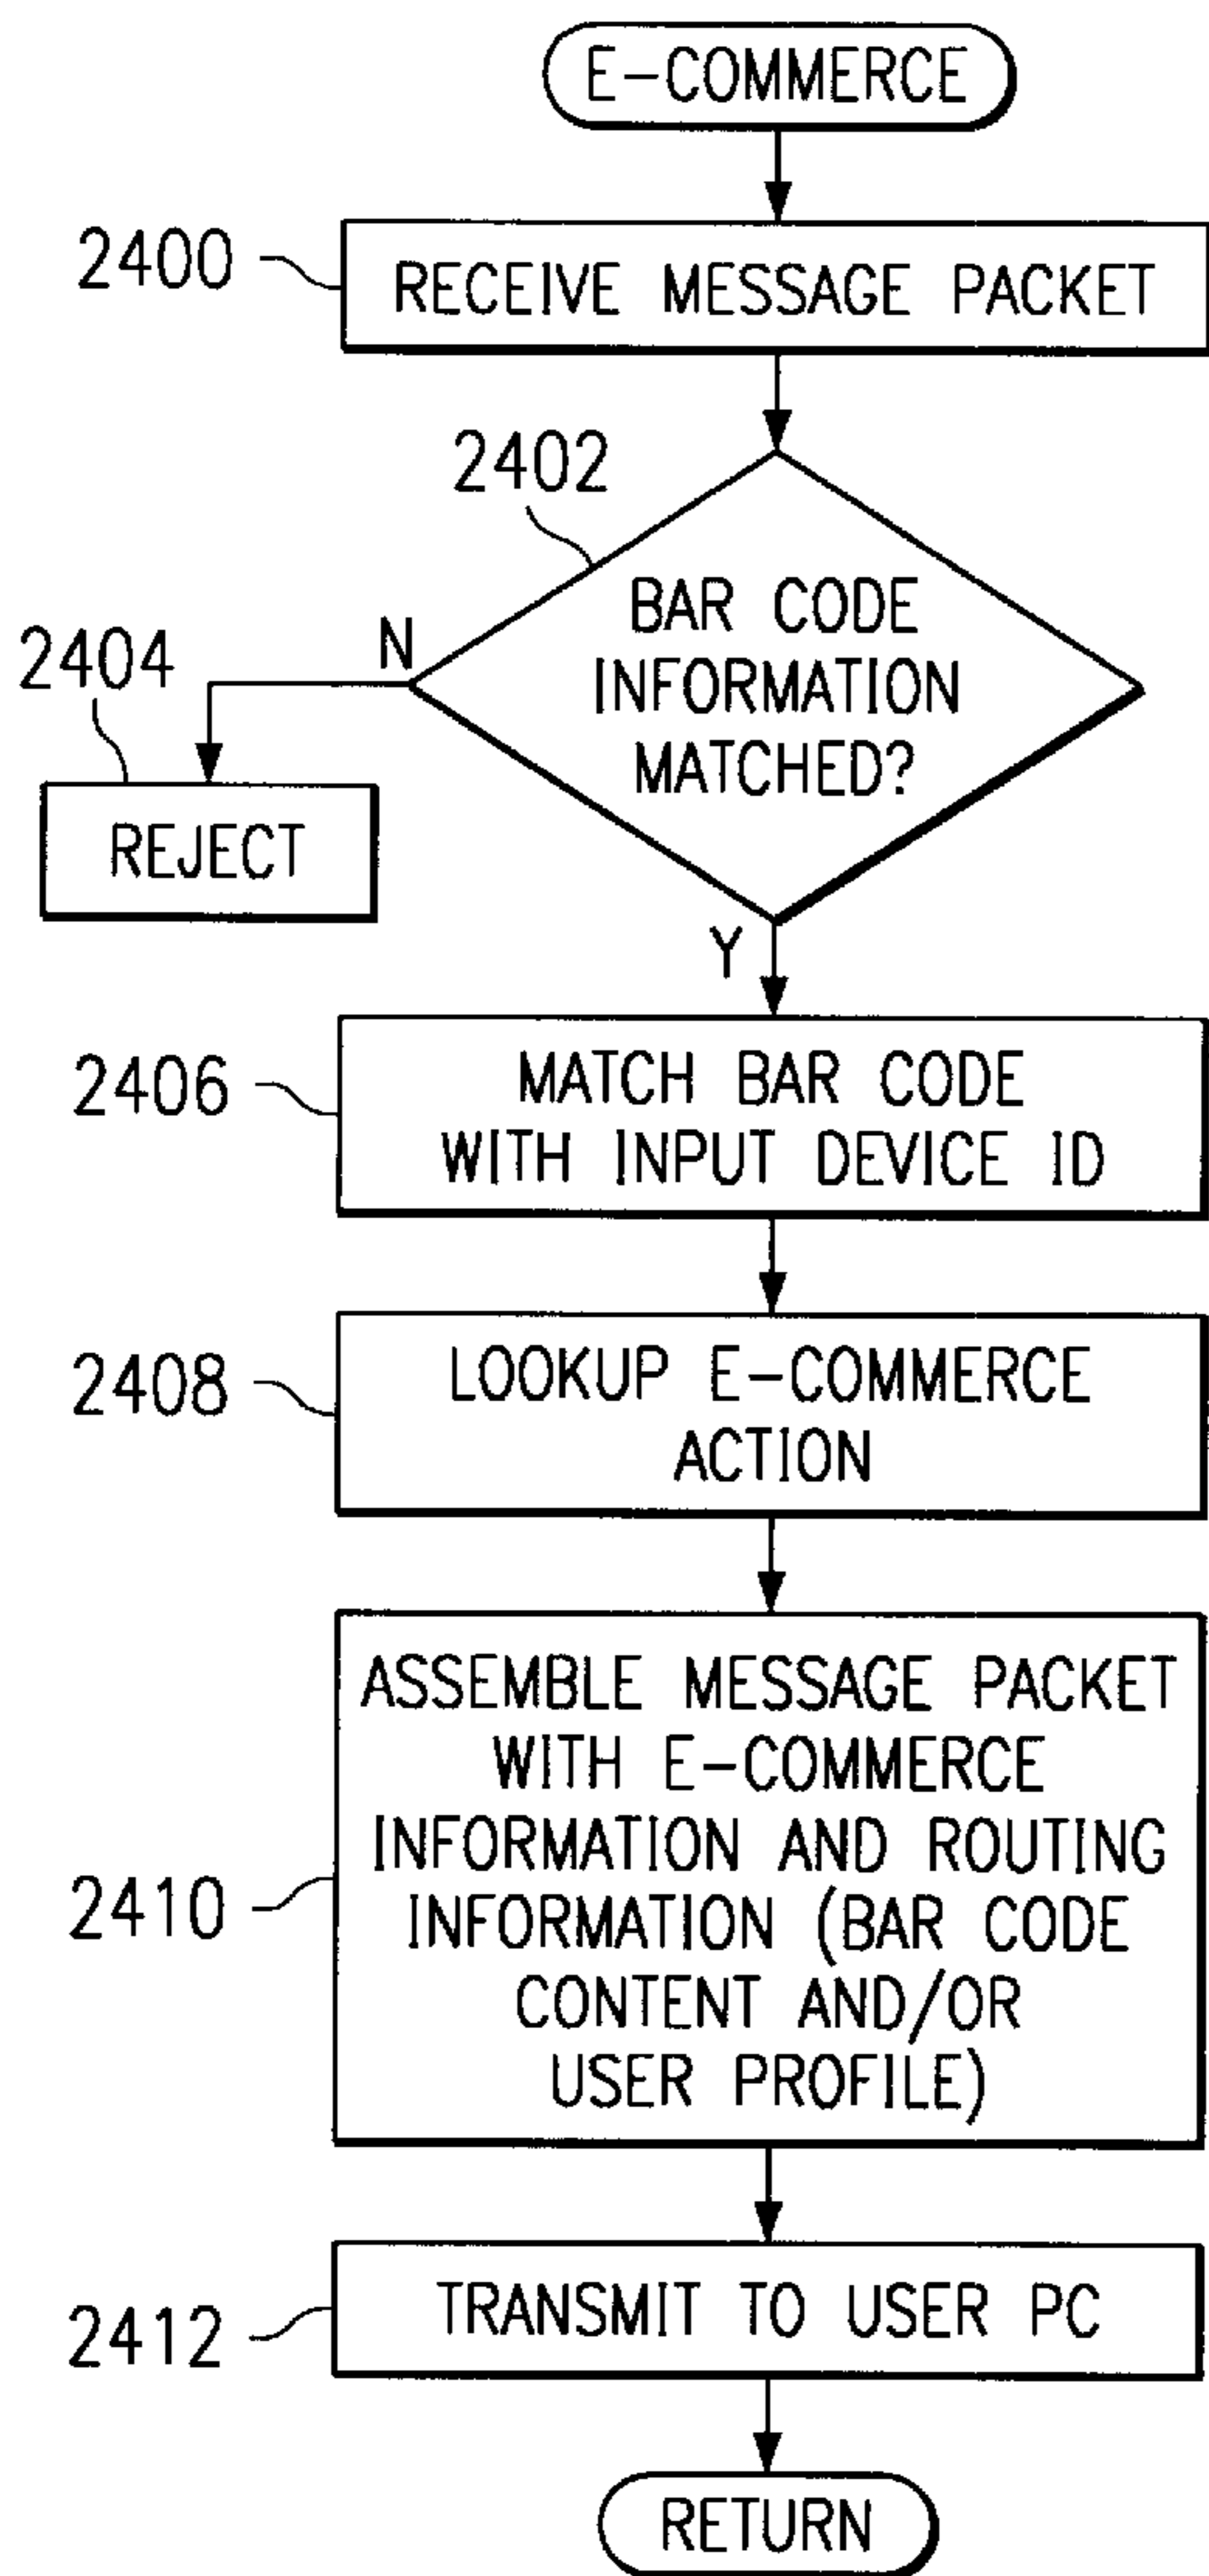 E-COMMERCE
2400
RECEIVE MESSAGE PACKET
2402
BAR CODE
INFORMATION
MATCHED?
N
2404
REJECT
Y
2406
MATCH BAR CODE
WITH INPUT DEVICE ID
2408
LOOKUP E-COMMERCE
ACTION
2410
ASSEMBLE MESSAGE PACKET
WITH E-COMMERCE
INFORMATION AND ROUTING
INFORMATION (BAR CODE
CONTENT AND/OR
USER PROFILE)
2412
TRANSMIT TO USER PC
RETURN